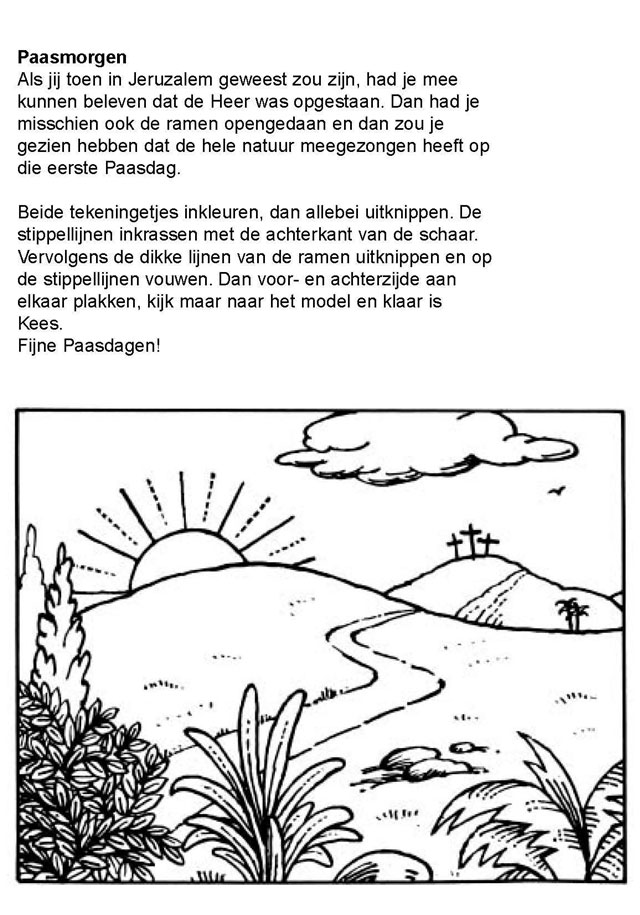 Paasmorgen
Als jij toen in Jeruzalem geweest zou zijn, had je mee
kunnen beleven dat de Heer was opgestaan. Dan had je
misschien ook de ramen opengedaan en dan zou je
gezien hebben dat de hele natuur meegezongen heeft op
die eerste Paasdag.
Beide tekeningetjes inkleuren, dan allebei uitknippen. De
stippellijnen inkrassen met de achterkant van de schaar.
Vervolgens de dikke lijnen van de ramen uitknippen en op
de stippellijnen vouwen. Dan voor- en achterzijde aan
elkaar plakken, kijk maar naar het model en klaar is
Kees.
Fijne Paasdagen!